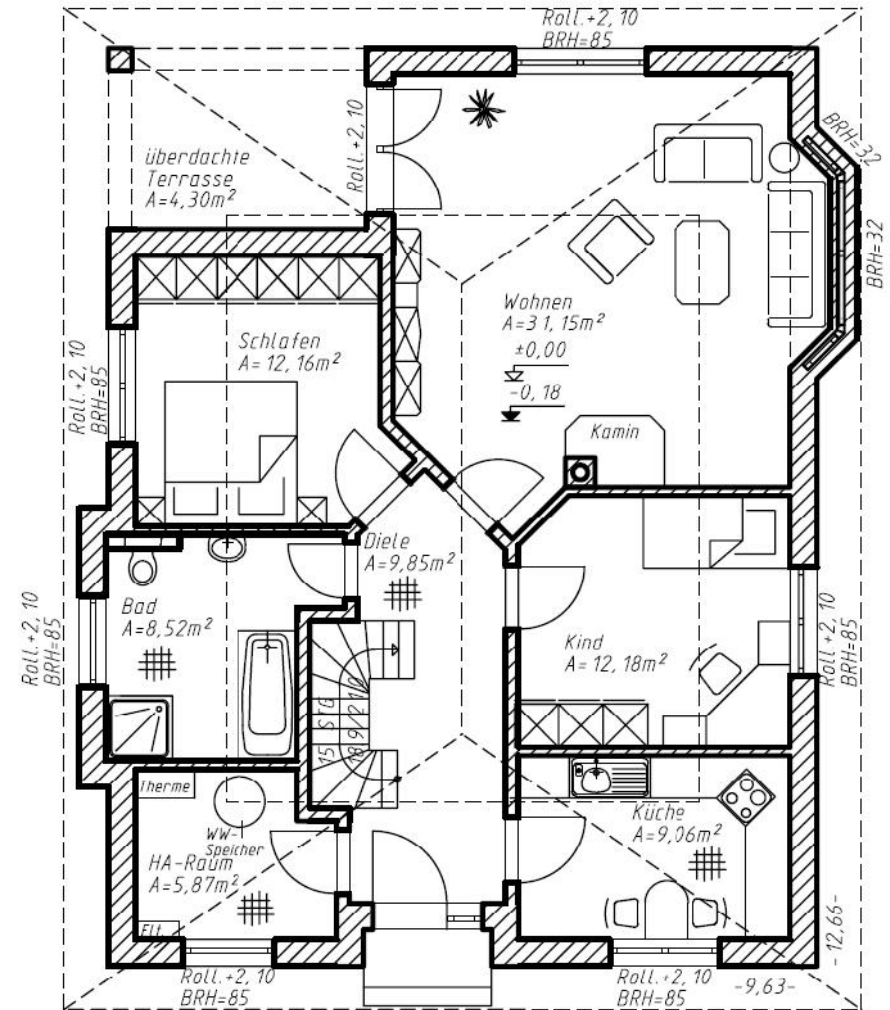 Roll.+2,10
BRH=85
Roll.+2,10
BRH=32
BRH=32
überdachte
Terrasse
A=4,30m²
Wohnen
A=31,15m²
±0,00
-0,18
Schlafen
A=12,16m²
Roll.+2,10
BRH=85
Kamin
Diele
A=9,85m²
Bad
A=8,52m²
Roll.+2,10
BRH=85
Kind
A=12,18m²
Roll.+2,10
BRH=85
15 STG
18,9/21,0
Therme
WW-
Speicher
HA-Raum
A=5,87m²
Elt.
Küche
A=9,06m²
-12,66-
Roll.+2,10
BRH=85
Roll.+2,10
BRH=85
-9,63-